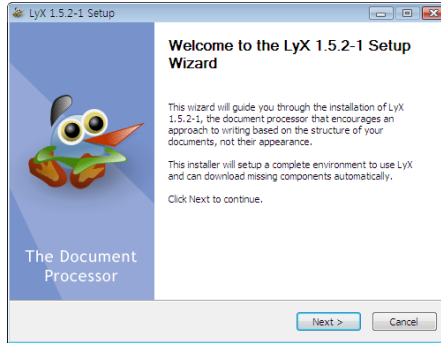 LyX 1.5.2-1 Setup
Welcome to the LyX 1.5.2-1 Setup
Wizard
This wizard will guide you through the installation of LyX
1.5.2-1, the document processor that encourages an
approach to writing based on the structure of your
documents, not their appearance.
This installer will setup a complete environment to use LyX
and can download missing components automatically.
Click Next to continue.
The Document
Processor
Next >
Cancel